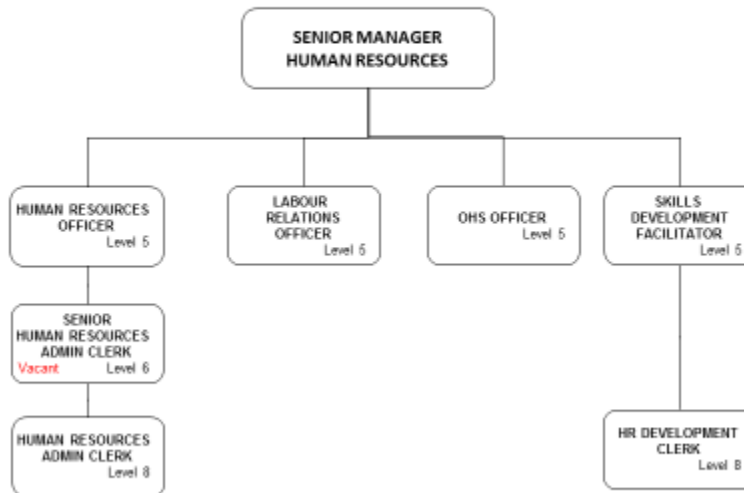 SENIOR MANAGER
HUMAN RESOURCES
HUMAN RESOURCES
OFFICER
Level 5
LABOUR
RELATIONS
OFFICER
Level 5
OHS OFFICER
Level 5
SKILLS
DEVELOPMENT
FACILITATOR
Level 5
SENIOR
HUMAN RESOURCES
ADMIN CLERK
Vacant Level 6
HUMAN RESOURCES
ADMIN CLERK
Level 8
HR DEVELOPMENT
CLERK
Level 8